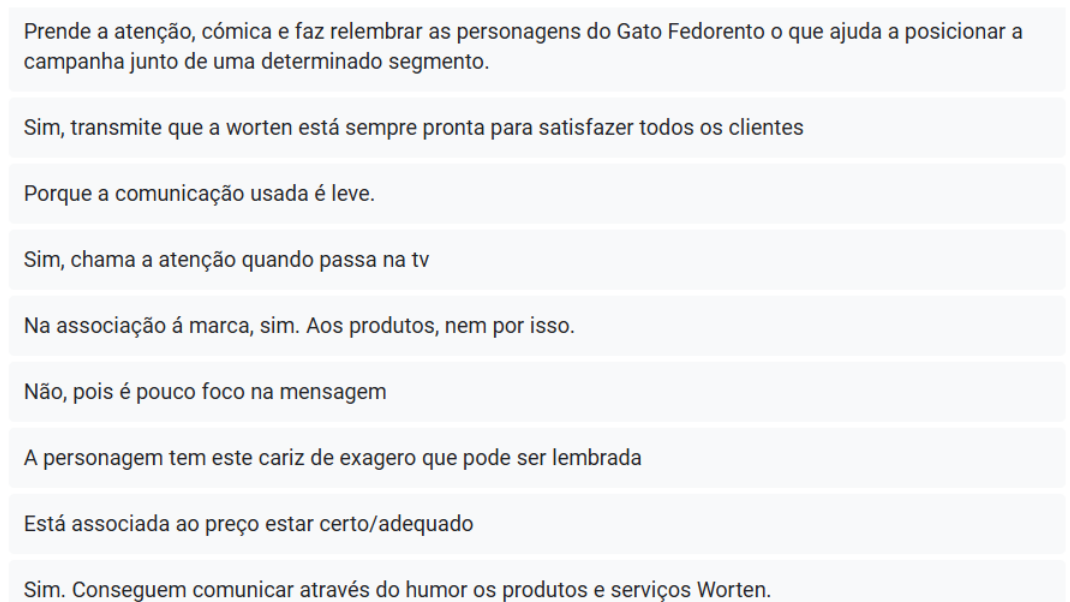 Prende a atenção, cómica e faz relembrar as personagens do Gato Fedorento o que ajuda a posicionar a
campanha junto de uma determinado segmento.
Sim, transmite que a worten está sempre pronta para satisfazer todos os clientes
Porque a comunicação usada é leve.
Sim, chama a atenção quando passa na tv
Na associação á marca, sim. Aos produtos, nem por isso.
Não, pois é pouco foco na mensagem
A personagem tem este cariz de exagero que pode ser lembrada
Está associada ao preço estar certo/adequado
Sim. Conseguem comunicar através do humor os produtos e serviços Worten.